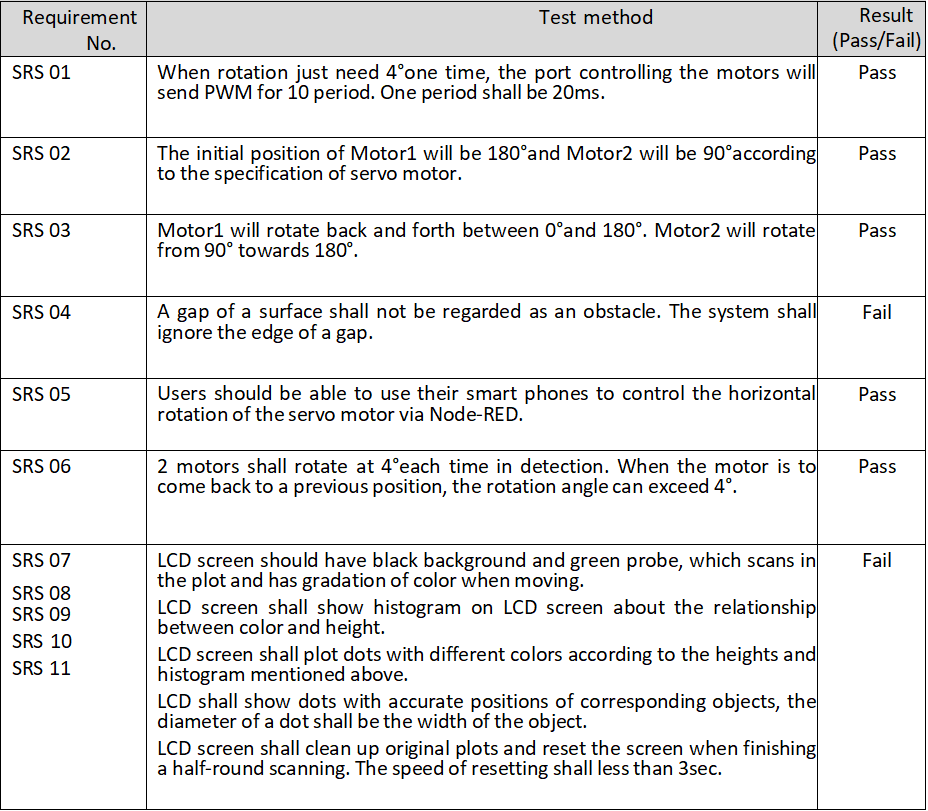 Requirement No.
Test method
Result (Pass/Fail)
SRS 01
When rotation just need 4°one time, the port controlling the motors will
send PWM for 10 period. One period shall be 20ms.
Pass
SRS 02
The initial position of Motor1 will be 180°and Motor2 will be 90°according
to the specification of servo motor.
Pass
SRS 03
Motor1 will rotate back and forth between 0°and 180°. Motor2 will rotate
from 90° towards 180°.
Pass
SRS 04
A gap of a surface shall not be regarded as an obstacle. The system shall
ignore the edge of a gap.
Fail
SRS 05
Users should be able to use their smart phones to control the horizontal
rotation of the servo motor via Node-RED.
Pass
SRS 06
2 motors shall rotate at 4°each time in detection. When the motor is to
come back to a previous position, the rotation angle can exceed 4°.
Pass
SRS 07
SRS 08
SRS 09
SRS 10
SRS 11
LCD screen should have black background and green probe, which scans in
the plot and has gradation of color when moving.
LCD screen shall show histogram on LCD screen about the relationship
between color and height.
LCD screen shall plot dots with different colors according to the heights and
histogram mentioned above.
LCD shall show dots with accurate positions of corresponding objects, the
diameter of a dot shall be the width of the object.
LCD screen shall clean up original plots and reset the screen when finishing
a half-round scanning. The speed of resetting shall less than 3sec.
Fail